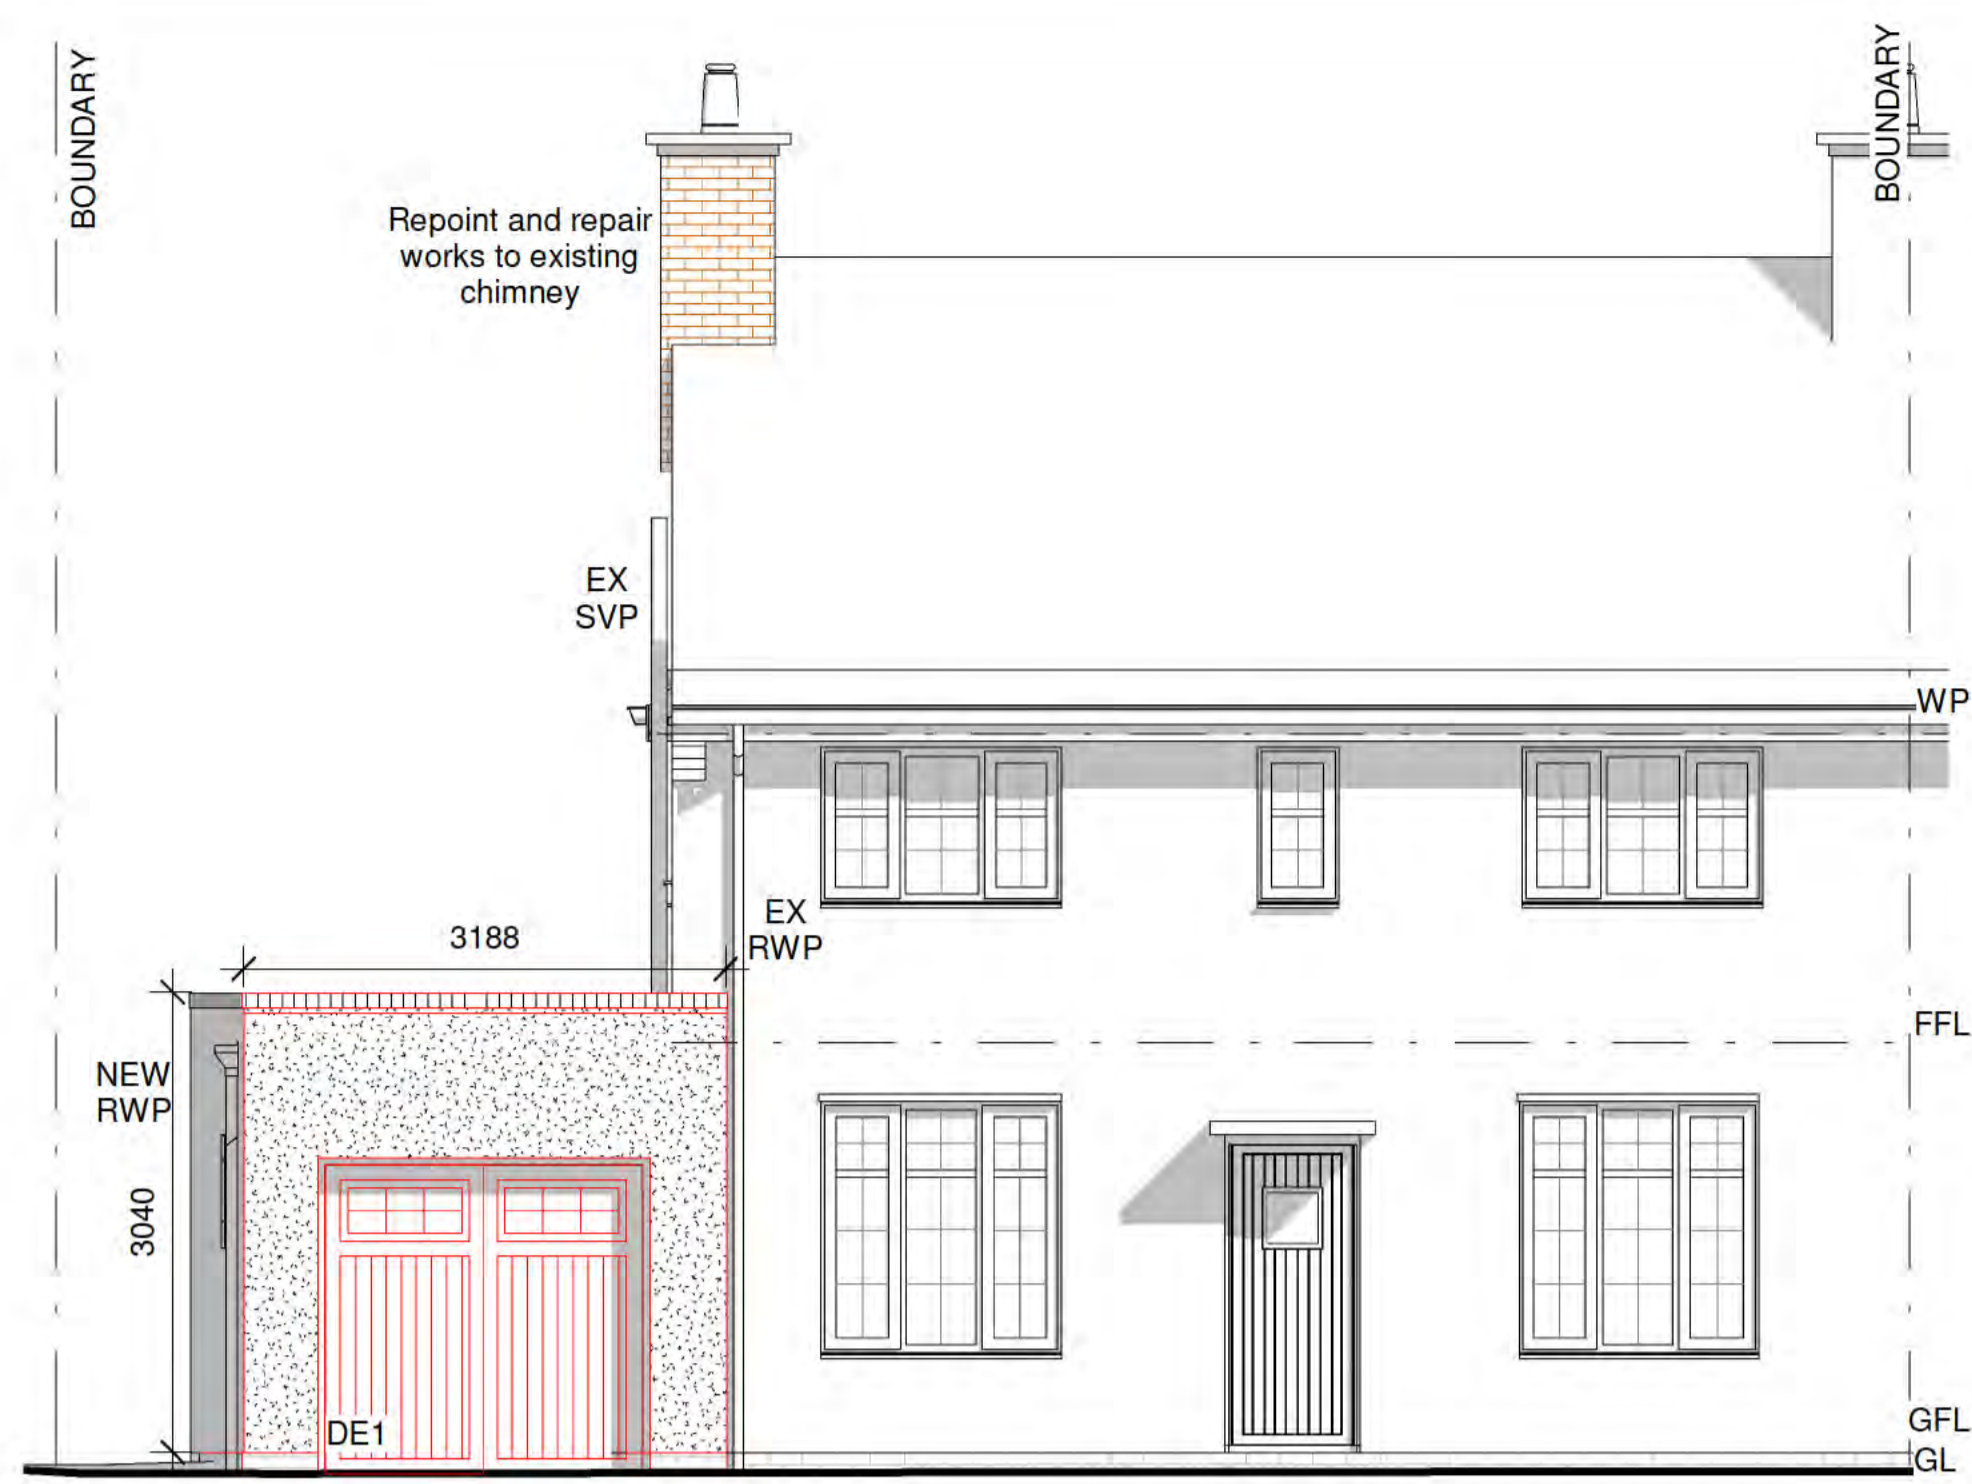 BOUNDARY
BOUNDARY
Repoint and repair
works to existing
chimney
EX
SVP
WP
EX
RWP
3188
FFL
NEW
RWP
3040
DE1
GFL
GL